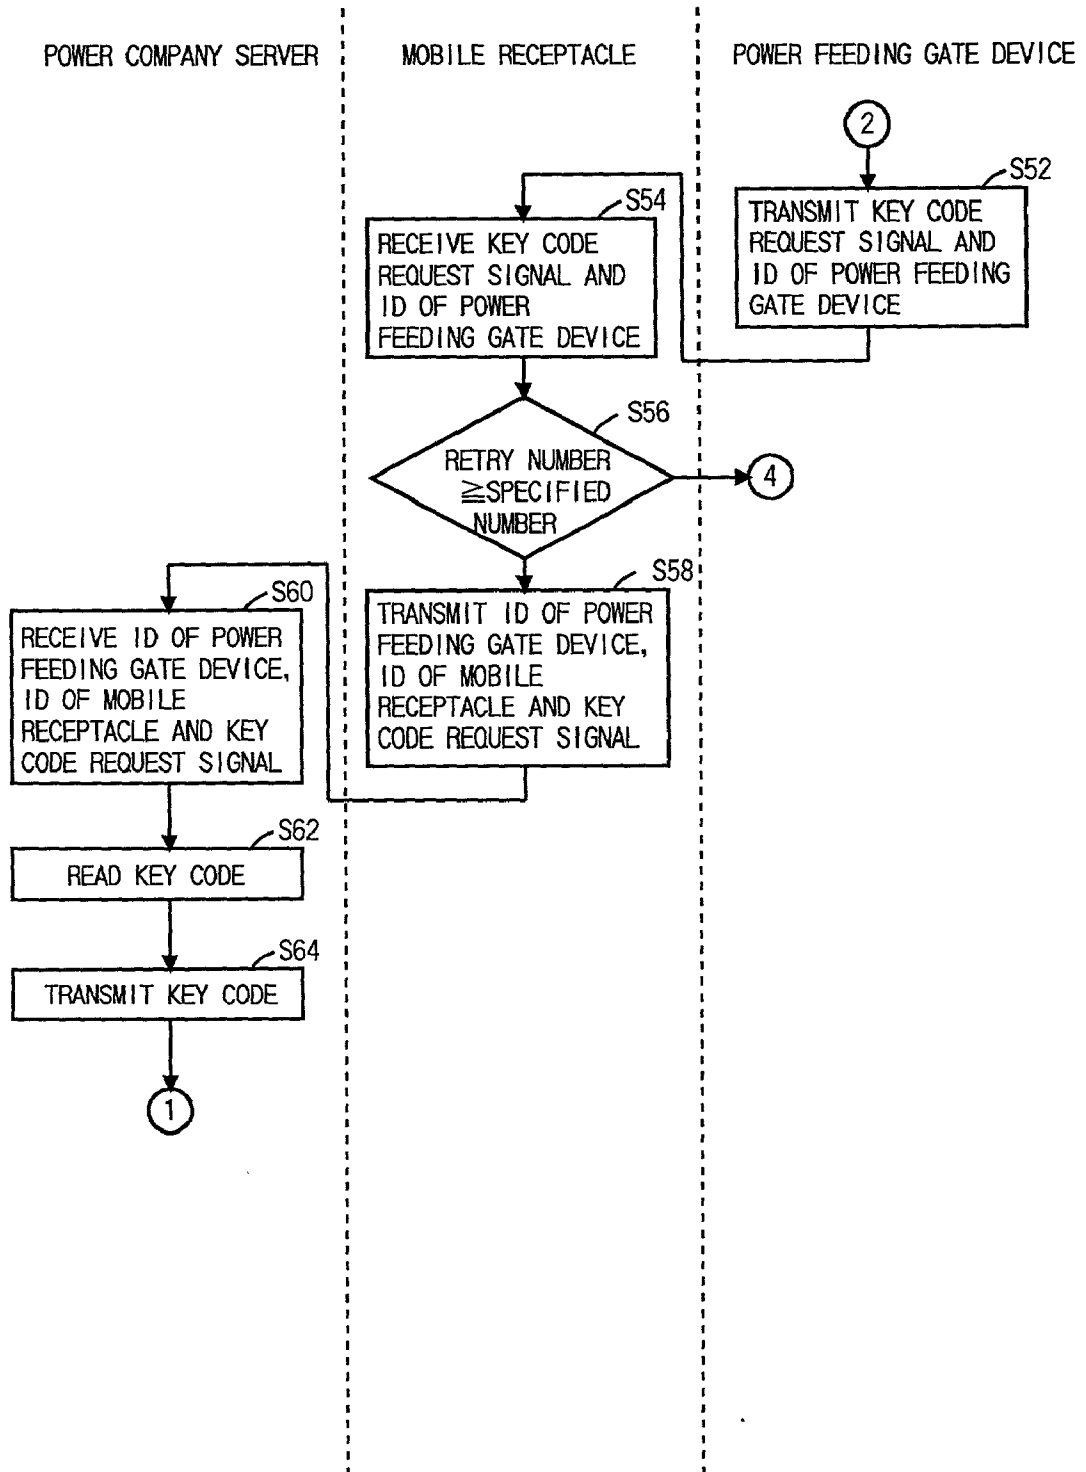 POWER COMPANY SERVER
MOBILE RECEPTACLE
POWER FEEDING GATE DEVICE
2
S52
TRANSMIT KEY CODE
REQUEST SIGNAL AND
ID OF POWER FEEDING
GATE DEVICE
S54
RECEIVE KEY CODE
REQUEST SIGNAL AND
ID OF POWER
FEEDING GATE DEVICE
S56
RETRY NUMBER
≧SPECIFIED
NUMBER
4
S58
TRANSMIT ID OF POWER
FEEDING GATE DEVICE,
ID OF MOBILE
RECEPTACLE AND KEY
CODE REQUEST SIGNAL
S60
RECEIVE ID OF POWER
FEEDING GATE DEVICE,
ID OF MOBILE
RECEPTACLE AND KEY
CODE REQUEST SIGNAL
S62
READ KEY CODE
S64
TRANSMIT KEY CODE
1